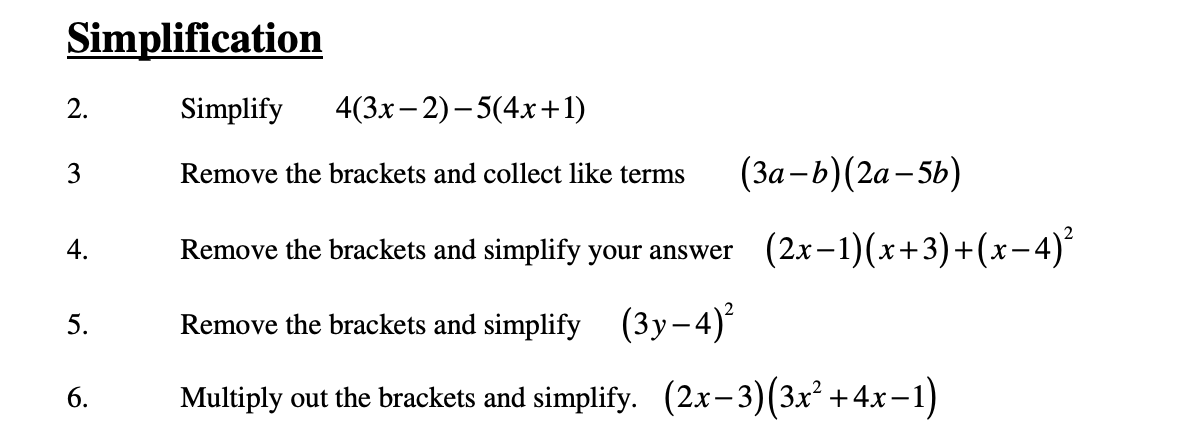 Simplification
2. Simplify 4(3x – 2) – 5(4x + 1)
3 Remove the brackets and collect like terms (3a – b)(2a – 5b)
4. Remove the brackets and simplify your answer (2x – 1)(x + 3) + (x – 4)²
5. Remove the brackets and simplify (3y – 4)²
6. Multiply out the brackets and simplify. (2x – 3)(3x² + 4x – 1)